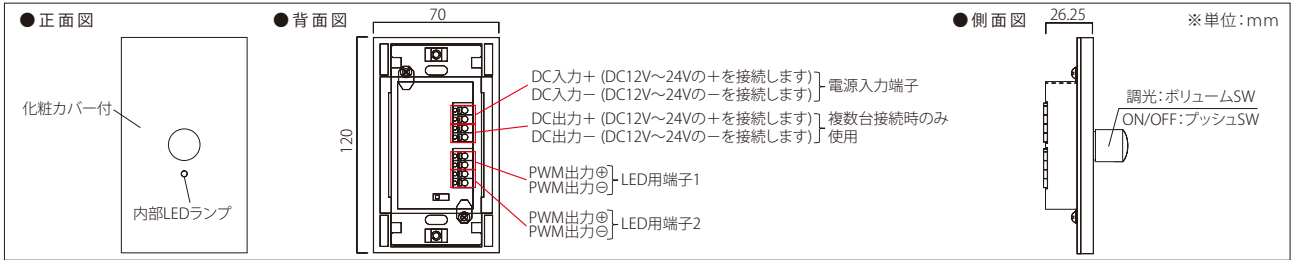 ●正面図
化粧カバー付
内部LEDランプ
●背面図
70
120
DC入力+ (DC12V～24Vの+を接続します)
DC入力− (DC12V～24Vの−を接続します)
電源入力端子
DC出力+ (DC12V～24Vの+を接続します)
DC出力− (DC12V～24Vの−を接続します)
複数台接続時のみ
使用
PWM出力⊕
PWM出力⊖
LED用端子1
PWM出力⊕
PWM出力⊖
LED用端子2
●側面図
26.25
※単位:mm
調光:ボリュームSW
ON/OFF:プッシュSW